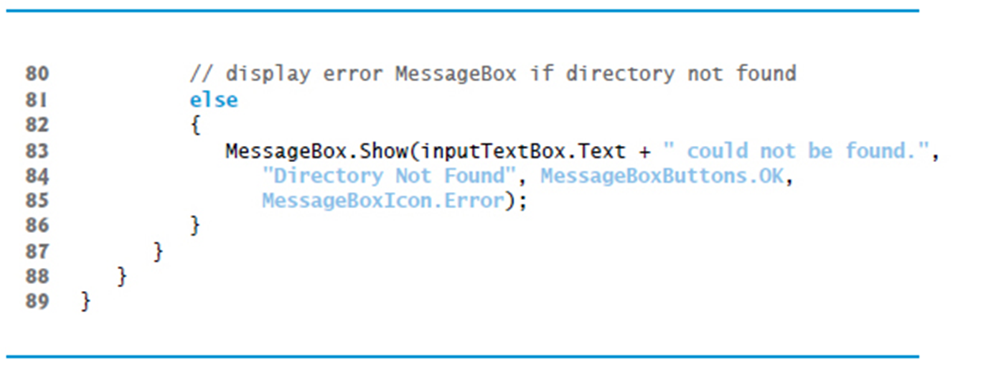 80 // display error MessageBox if directory not found
81 else
82 {
83 MessageBox.Show(inputTextBox.Text + " could not be found.",
84 "Directory Not Found", MessageBoxButtons.OK,
85 MessageBoxIcon.Error);
86 }
87 }
88 }
89 }